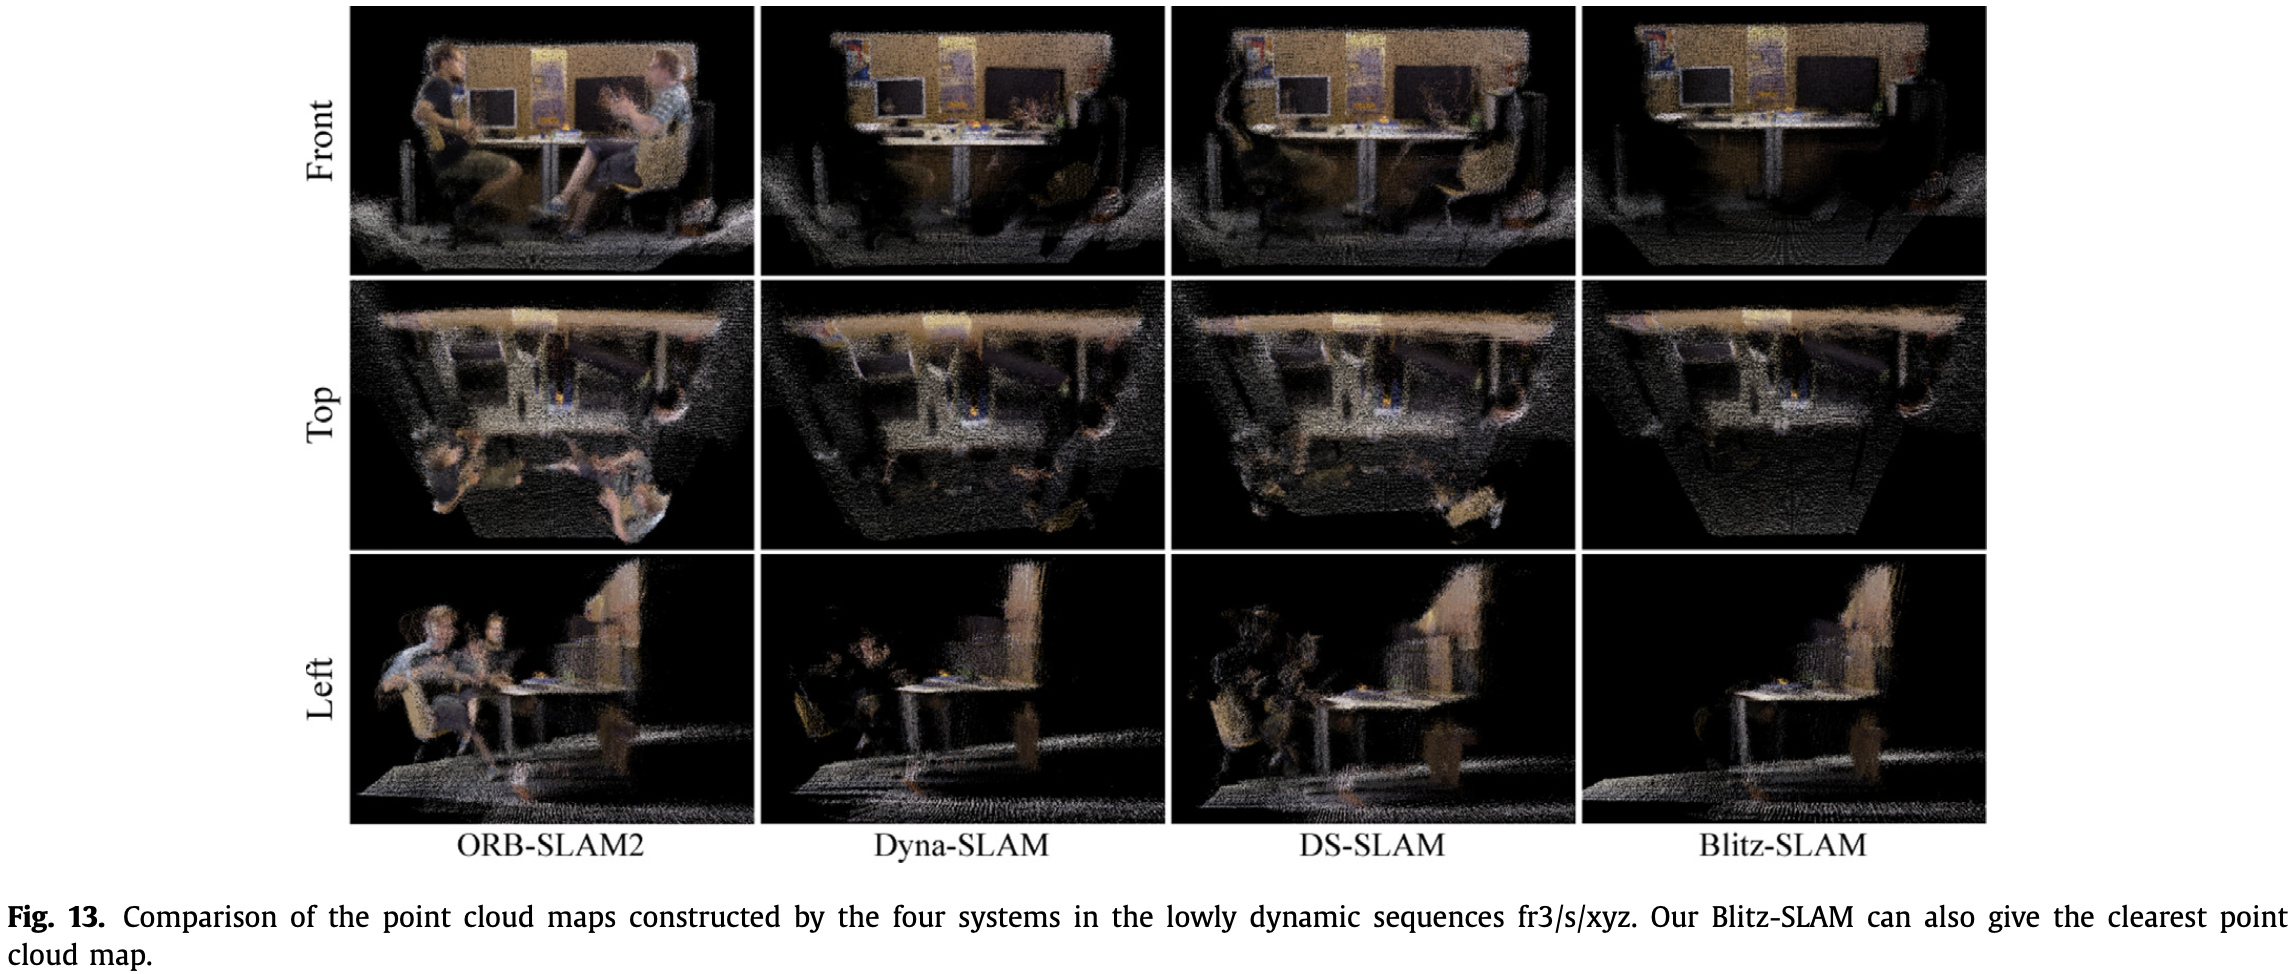 Front
Top
Left
ORB-SLAM2 Dyna-SLAM DS-SLAM Blitz-SLAM
Fig. 13. Comparison of the point cloud maps constructed by the four systems in the lowly dynamic sequences fr3/s/xyz. Our Blitz-SLAM can also give the clearest point
cloud map.